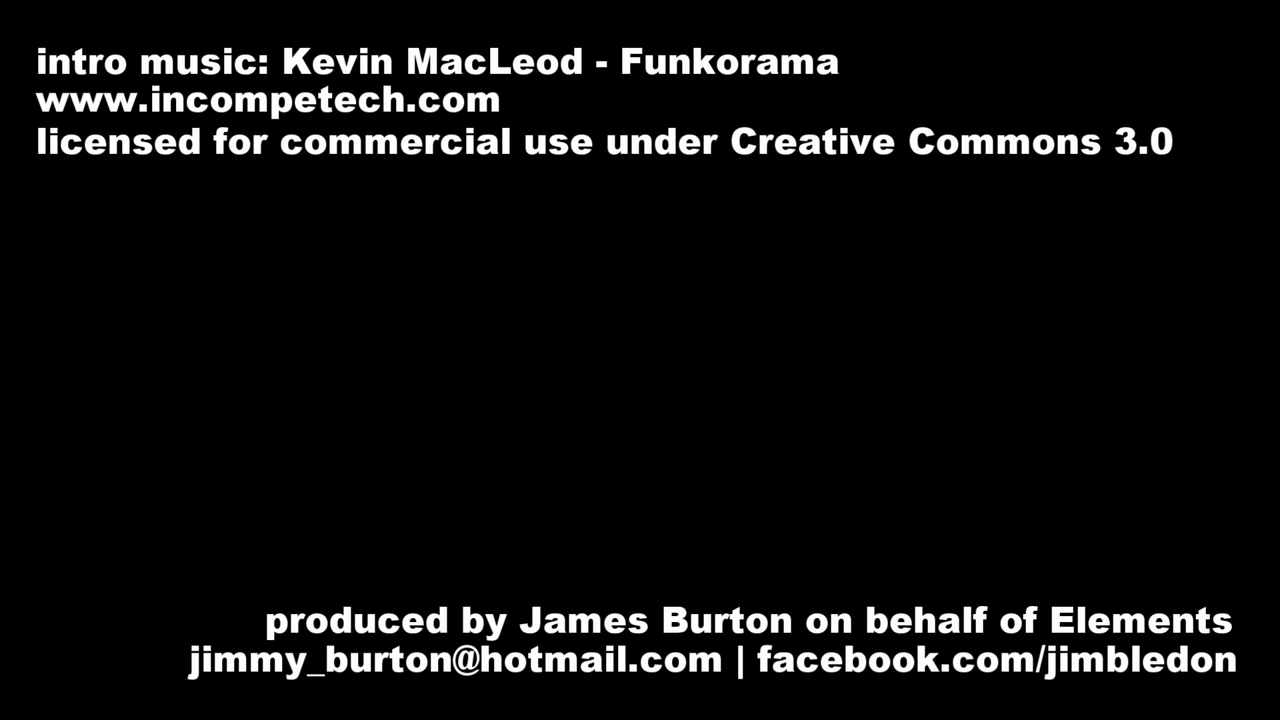 intro music: Kevin MacLeod - Funkorama
www.incompetech.com
licensed for commercial use under Creative Commons 3.0
produced by James Burton on behalf of Elements
jimmy_burton@hotmail.com | facebook.com/jimbledon